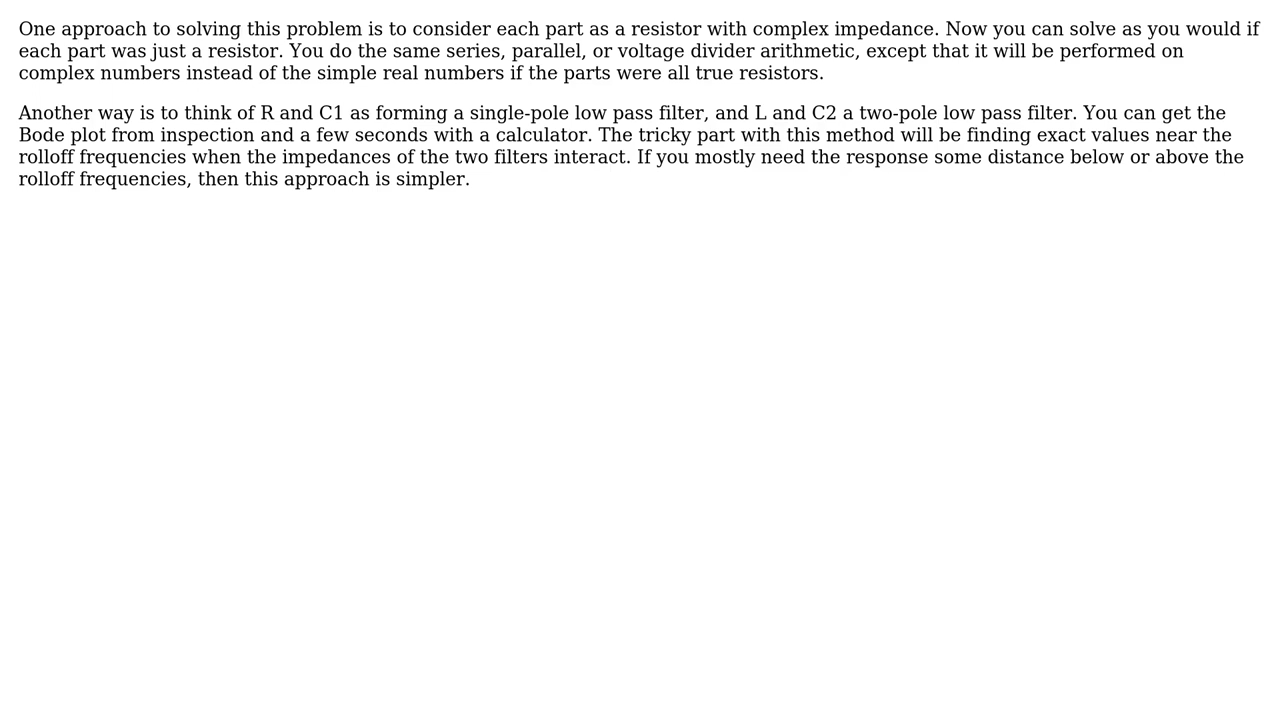 One approach to solving this problem is to consider each part as a resistor with complex impedance. Now you can solve as you would if
each part was just a resistor. You do the same series, parallel, or voltage divider arithmetic, except that it will be performed on
complex numbers instead of the simple real numbers if the parts were all true resistors.
Another way is to think of R and C1 as forming a single-pole low pass filter, and L and C2 a two-pole low pass filter. You can get the
Bode plot from inspection and a few seconds with a calculator. The tricky part with this method will be finding exact values near the
rolloff frequencies when the impedances of the two filters interact. If you mostly need the response some distance below or above the
rolloff frequencies, then this approach is simpler.